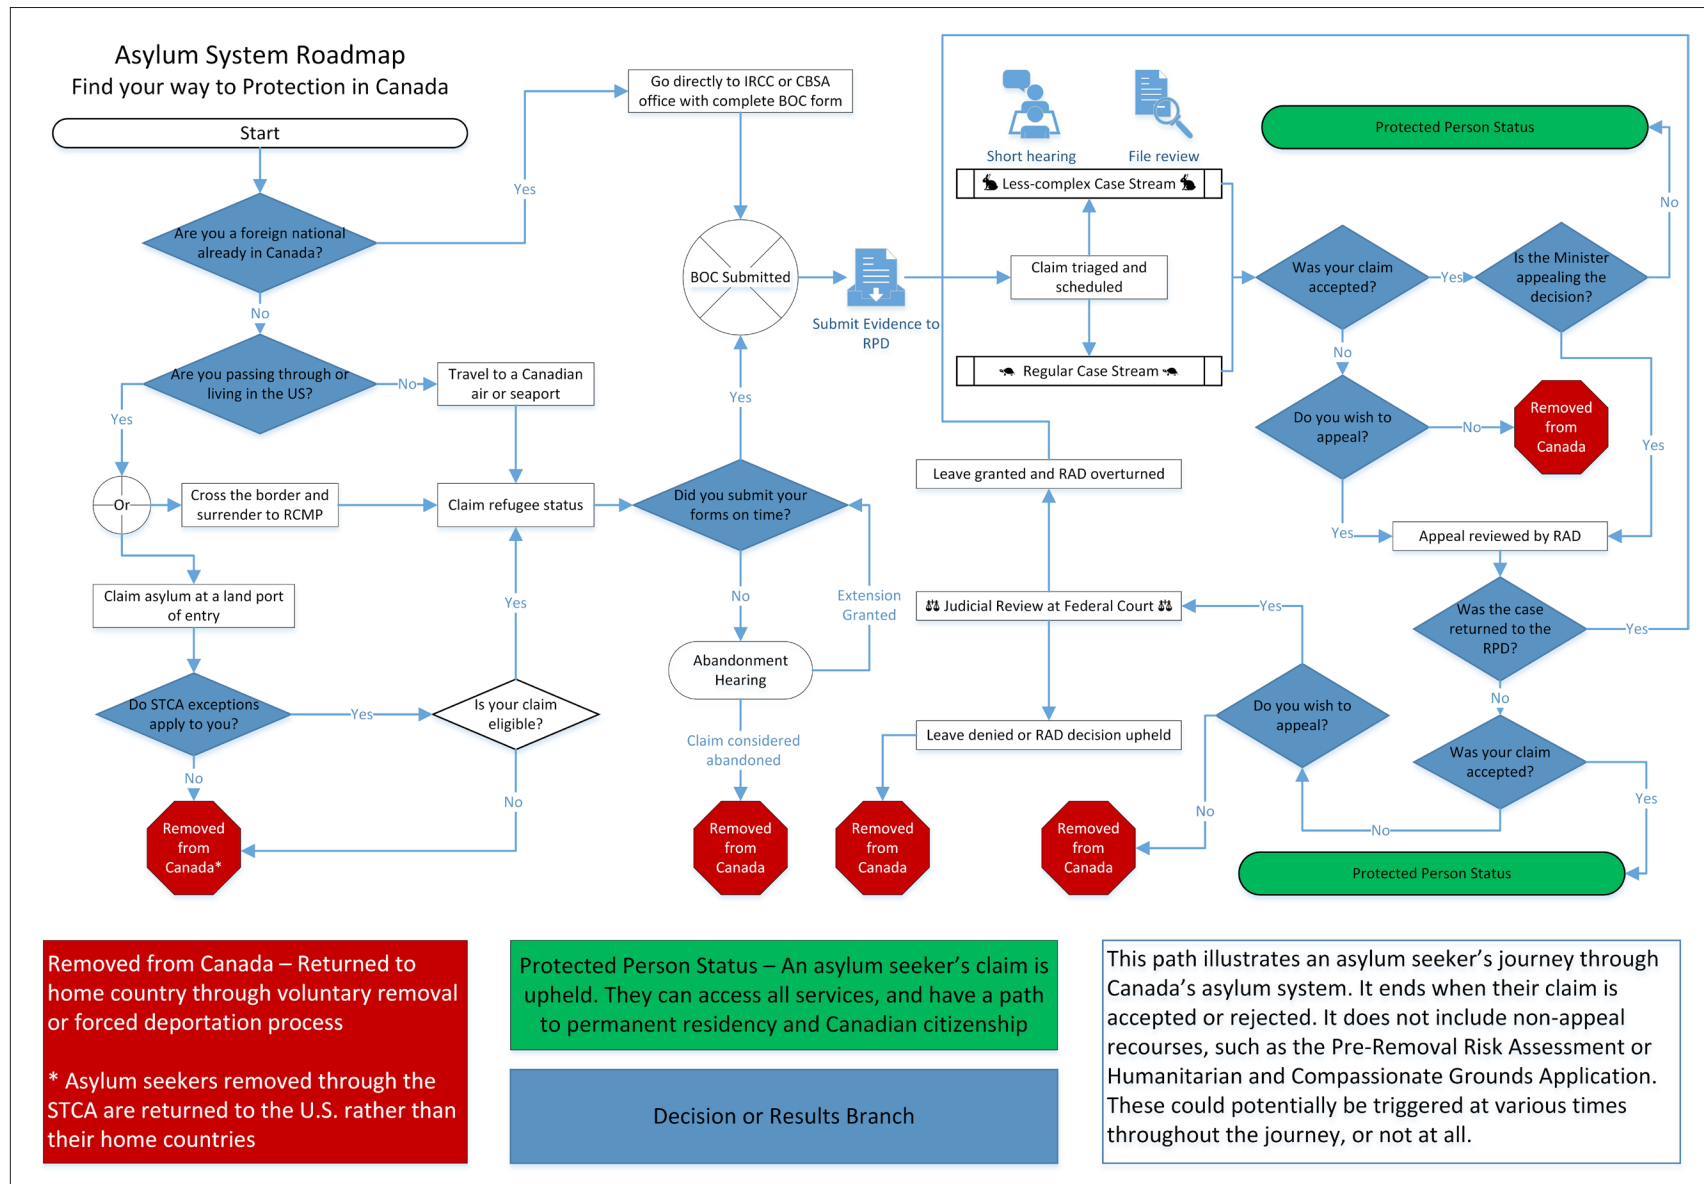 Asylum System Roadmap
Find your way to Protection in Canada
Start
Are you a foreign national
already in Canada?
Yes
No
Go directly to IRCC or CBSA
office with complete BOC form
Are you passing through or
living in the US?
No
Yes
Travel to a Canadian
air or seaport
Or
Cross the border and
surrender to RCMP
Claim refugee status
Claim asylum at a land port
of entry
Do STCA exceptions
apply to you?
Yes
No
Is your claim
eligible?
Yes
No
Removed
from
Canada*
Did you submit your
forms on time?
Yes
No
Abandonment
Hearing
Extension
Granted
Claim considered
abandoned
Removed
from
Canada
BOC Submitted
Submit Evidence to
RPD
Short hearing
File review
Less-complex Case Stream
Claim triaged and
scheduled
Regular Case Stream
Was your claim
accepted?
Yes
No
Is the Minister
appealing the
decision?
No
Yes
Protected Person Status
Do you wish to
appeal?
No
Yes
Removed
from
Canada
Appeal reviewed by RAD
Was the case
returned to the
RPD?
Yes
No
Was your claim
accepted?
Yes
No
Protected Person Status
Do you wish to
appeal?
Yes
No
Removed
from
Canada
Judicial Review at Federal Court
Leave granted and RAD overturned
Leave denied or RAD decision upheld
Removed
from
Canada
Removed from Canada – Returned to
home country through voluntary removal
or forced deportation process
* Asylum seekers removed through the
STCA are returned to the U.S. rather than
their home countries
Protected Person Status – An asylum seeker’s claim is
upheld. They can access all services, and have a path
to permanent residency and Canadian citizenship
Decision or Results Branch
This path illustrates an asylum seeker’s journey through
Canada’s asylum system. It ends when their claim is
accepted or rejected. It does not include non-appeal
recourses, such as the Pre-Removal Risk Assessment or
Humanitarian and Compassionate Grounds Application.
These could potentially be triggered at various times
throughout the journey, or not at all.